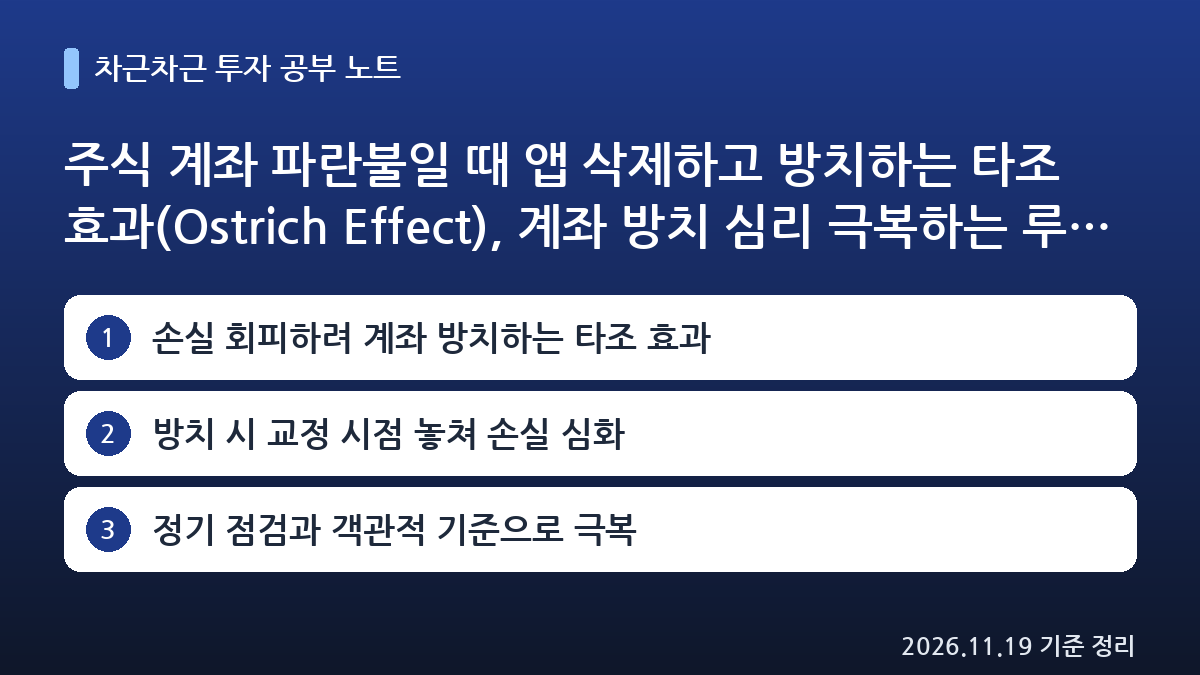 차근차근 투자 공부 노트
주식 계좌 파란불일 때 앱 삭제하고 방치하는 타조
효과(Ostrich Effect), 계좌 방치 심리 극복하는 루…
1 손실 회피하려 계좌 방치하는 타조 효과
2 방치 시 교정 시점 놓쳐 손실 심화
3 정기 점검과 객관적 기준으로 극복
2026.11.19 기준 정리